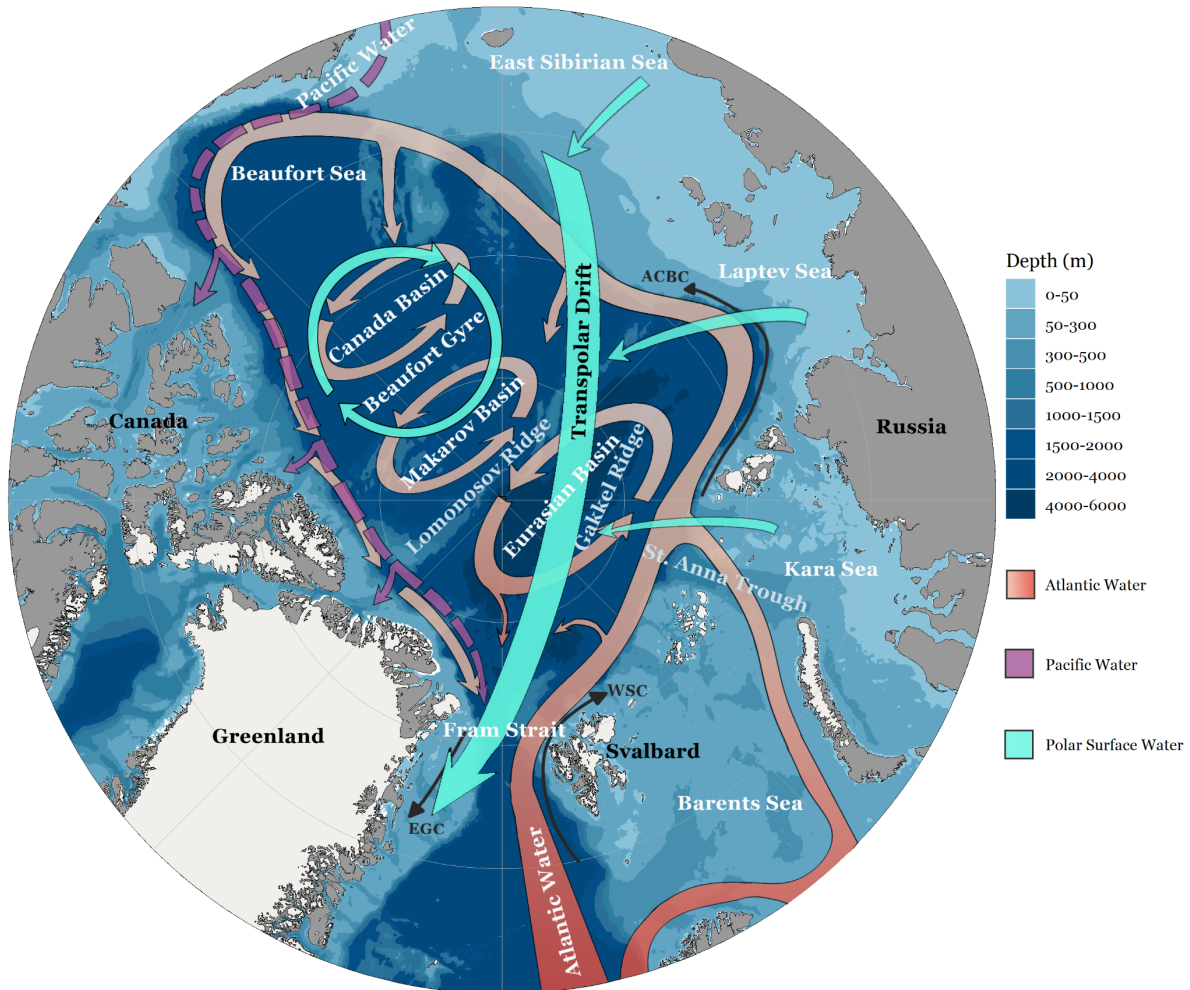 Pacific Water
East Sibirian Sea
Beaufort Sea
ACBC
Laptev Sea
Canada Basin
Beaufort Gyre
Transpolar Drift
Makarov Basin
Lomonosov Ridge
Eurasian Basin
Gakkel Ridge
Canada
Russia
St. Anna Trough
Kara Sea
WSC
Fram Strait
Greenland
Svalbard
Barents Sea
EGC
Atlantic Water
Depth (m)
0-50
50-300
300-500
500-1000
1000-1500
1500-2000
2000-4000
4000-6000
Atlantic Water
Pacific Water
Polar Surface Water